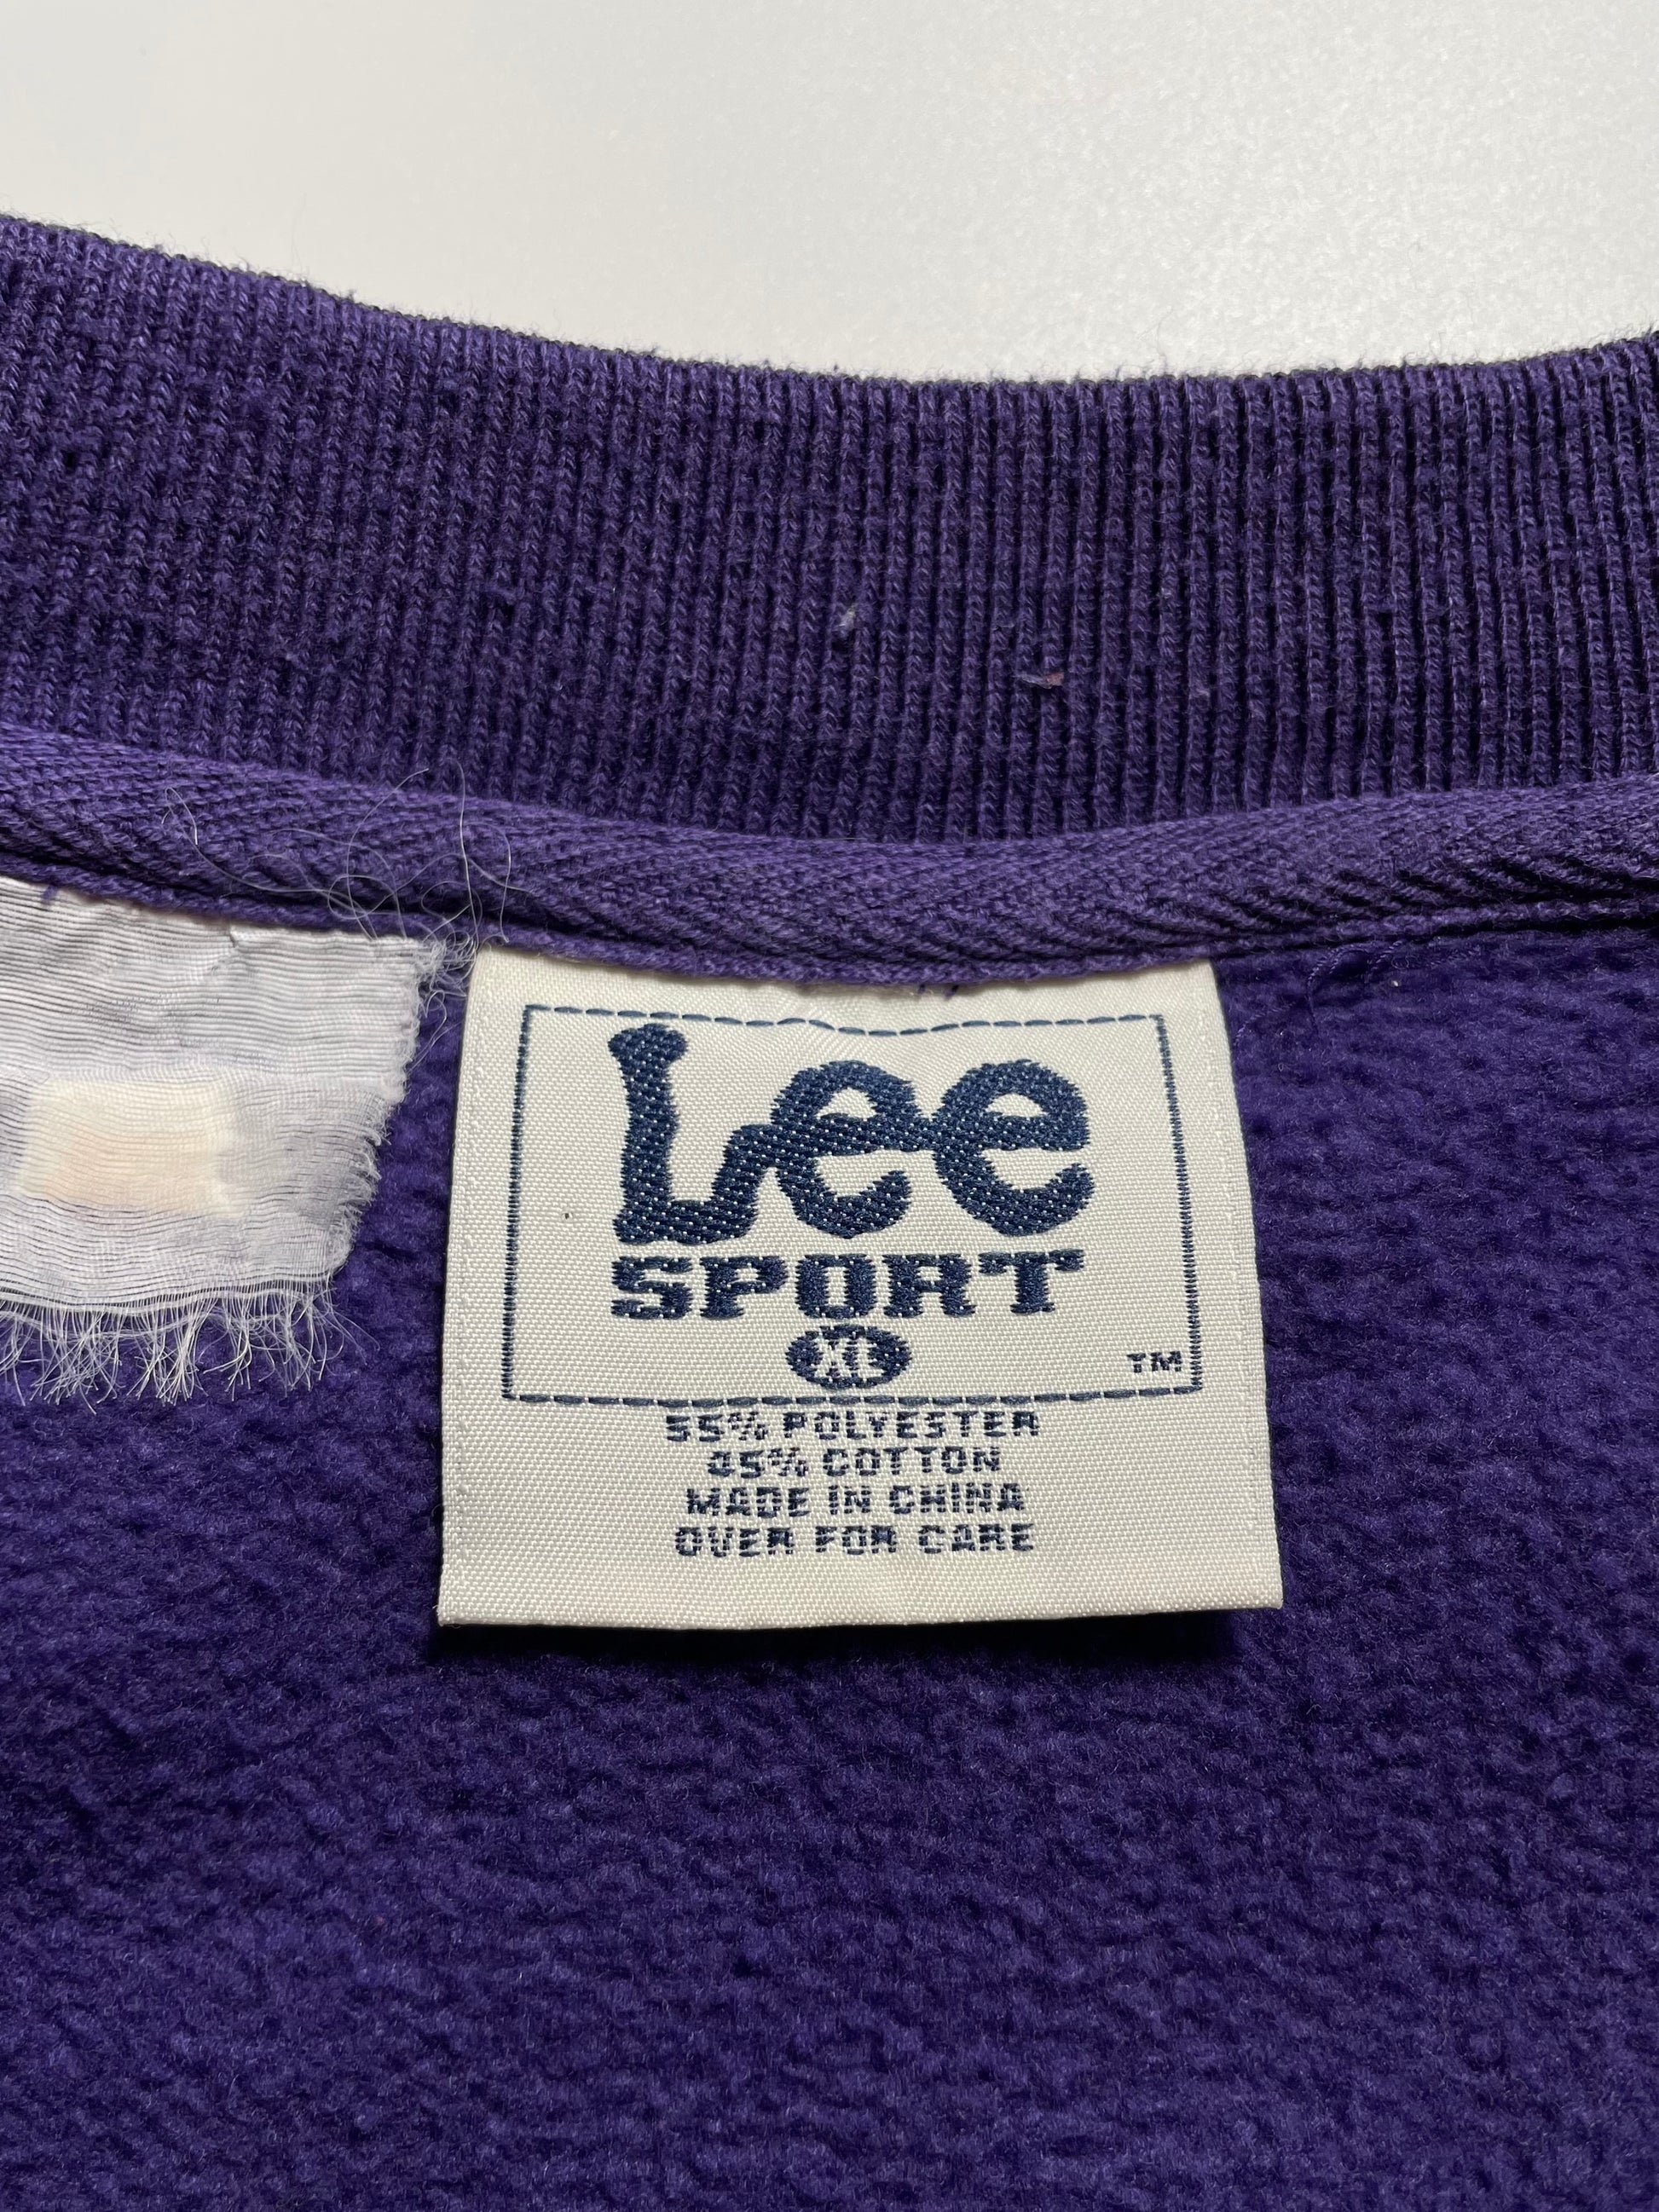 Lee
SPORT
XL
TM
55% POLYESTER
45% COTTON
MADE IN CHINA
OVER FOR CARE